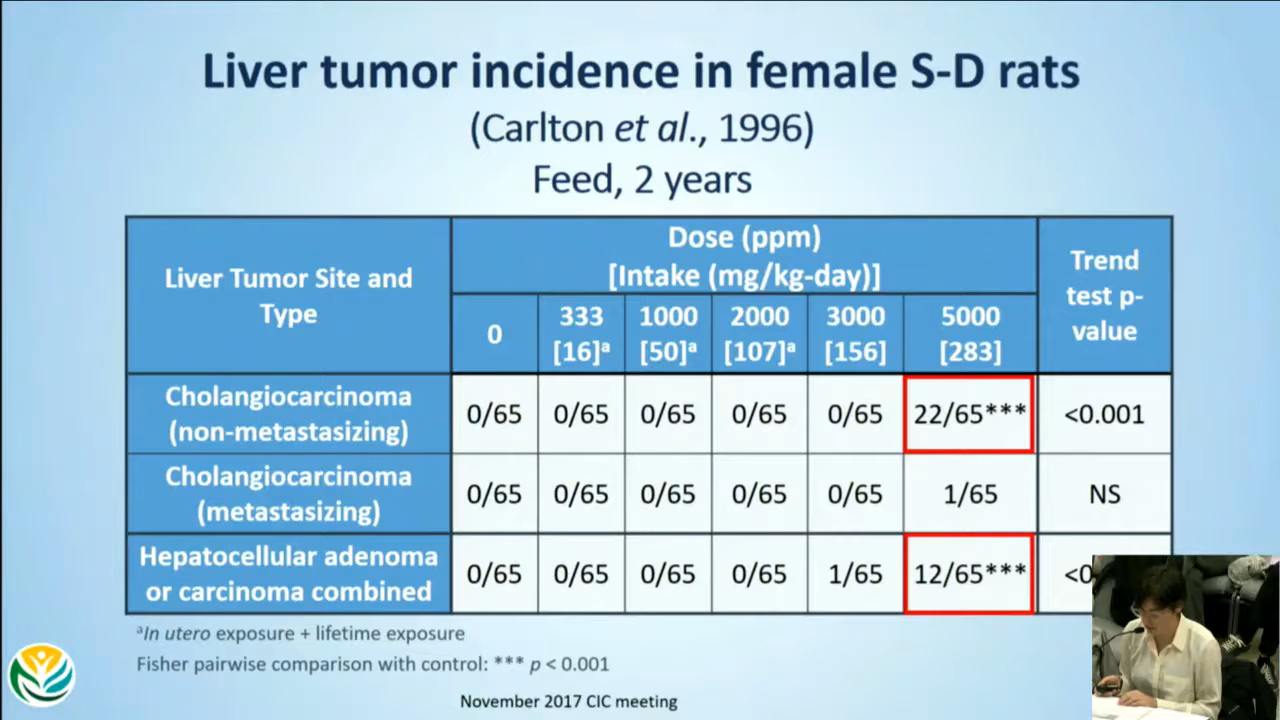 Liver tumor incidence in female S-D rats
(Carlton et al., 1996)
Feed, 2 years
Liver Tumor Site and
Type
Dose (ppm)
[Intake (mg/kg-day)]
Trend
test p-
value
0
333
[16]ᵃ
1000
[50]ᵃ
2000
[107]ᵃ
3000
[156]
5000
[283]
Cholangiocarcinoma
(non-metastasizing)
0/65 0/65 0/65 0/65 0/65 22/65*** <0.001
Cholangiocarcinoma
(metastasizing)
0/65 0/65 0/65 0/65 0/65 1/65 NS
Hepatocellular adenoma
or carcinoma combined
0/65 0/65 0/65 0/65 1/65 12/65*** <0
ᵃIn utero exposure + lifetime exposure
Fisher pairwise comparison with control: *** p < 0.001
November 2017 CIC meeting